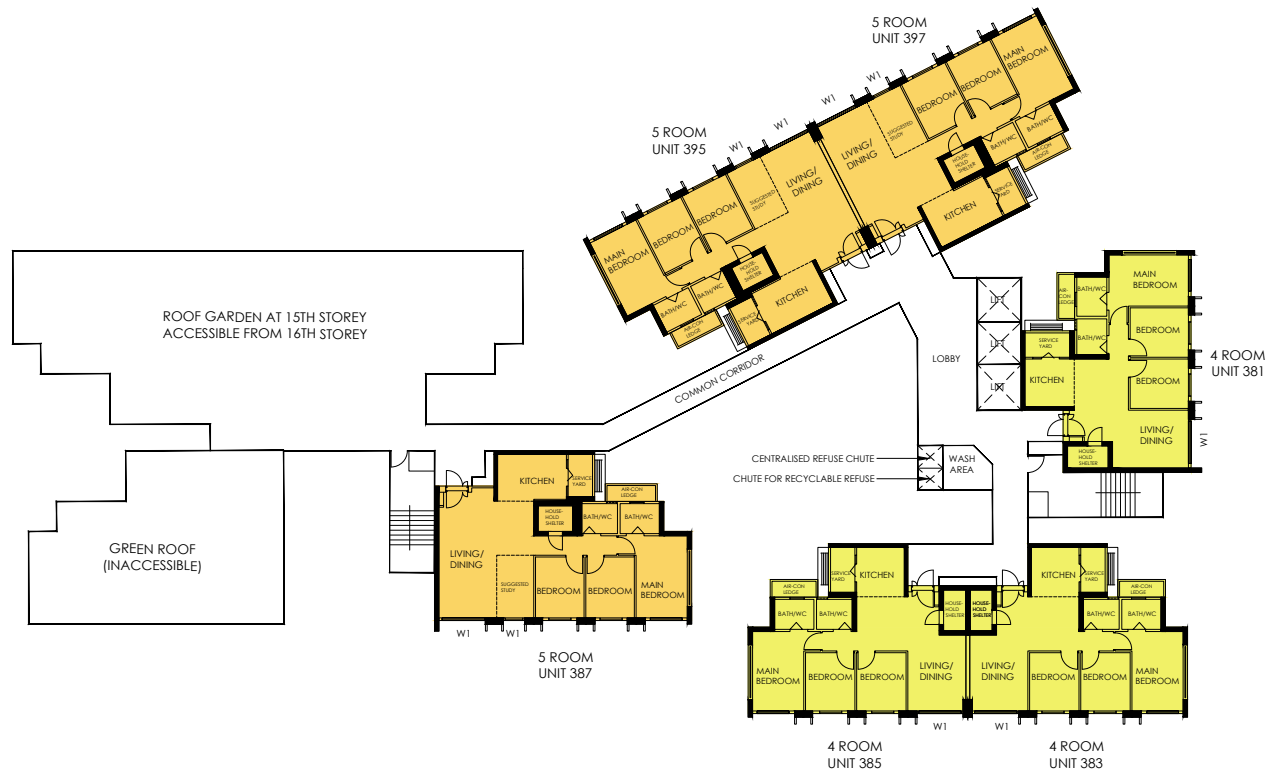 5 ROOM
UNIT 397
W1
W1
BEDROOM
BEDROOM
MAIN
BEDROOM
SUGGESTED
STUDY
LIVING/
DINING
HOUSE-
HOLD
SHELTER
BATH/WC
BATH/WC
AIR-CON
LEDGE
KITCHEN
SERVICE
YARD
5 ROOM
UNIT 395
W1
W1
MAIN
BEDROOM
BEDROOM
BEDROOM
SUGGESTED
STUDY
LIVING/
DINING
HOUSE-
HOLD
SHELTER
BATH/WC
BATH/WC
AIR-CON
LEDGE
SERVICE
YARD
KITCHEN
ROOF GARDEN AT 15TH STOREY
ACCESSIBLE FROM 16TH STOREY
COMMON CORRIDOR
LOBBY
LIFT
LIFT
LIFT
AIR-
CON
LEDGE
BATH/WC
MAIN
BEDROOM
BATH/WC
BEDROOM
SERVICE
YARD
KITCHEN
BEDROOM
LIVING/
DINING
HOUSE-
HOLD
SHELTER
W1
4 ROOM
UNIT 381
CENTRALISED REFUSE CHUTE
CHUTE FOR RECYCLABLE REFUSE
WASH
AREA
GREEN ROOF
(INACCESSIBLE)
KITCHEN
SERVICE
YARD
AIR-CON
LEDGE
HOUSE-
HOLD
SHELTER
BATH/WC
BATH/WC
LIVING/
DINING
SUGGESTED
STUDY
BEDROOM
BEDROOM
MAIN
BEDROOM
W1
W1
5 ROOM
UNIT 387
SERVICE
YARD
KITCHEN
AIR-CON
LEDGE
BATH/WC
BATH/WC
HOUSE-
HOLD
SHELTER
MAIN
BEDROOM
BEDROOM
BEDROOM
LIVING/
DINING
W1
4 ROOM
UNIT 385
KITCHEN
SERVICE
YARD
AIR-CON
LEDGE
HOUSE-
HOLD
SHELTER
BATH/WC
BATH/WC
LIVING/
DINING
BEDROOM
BEDROOM
MAIN
BEDROOM
W1
4 ROOM
UNIT 383